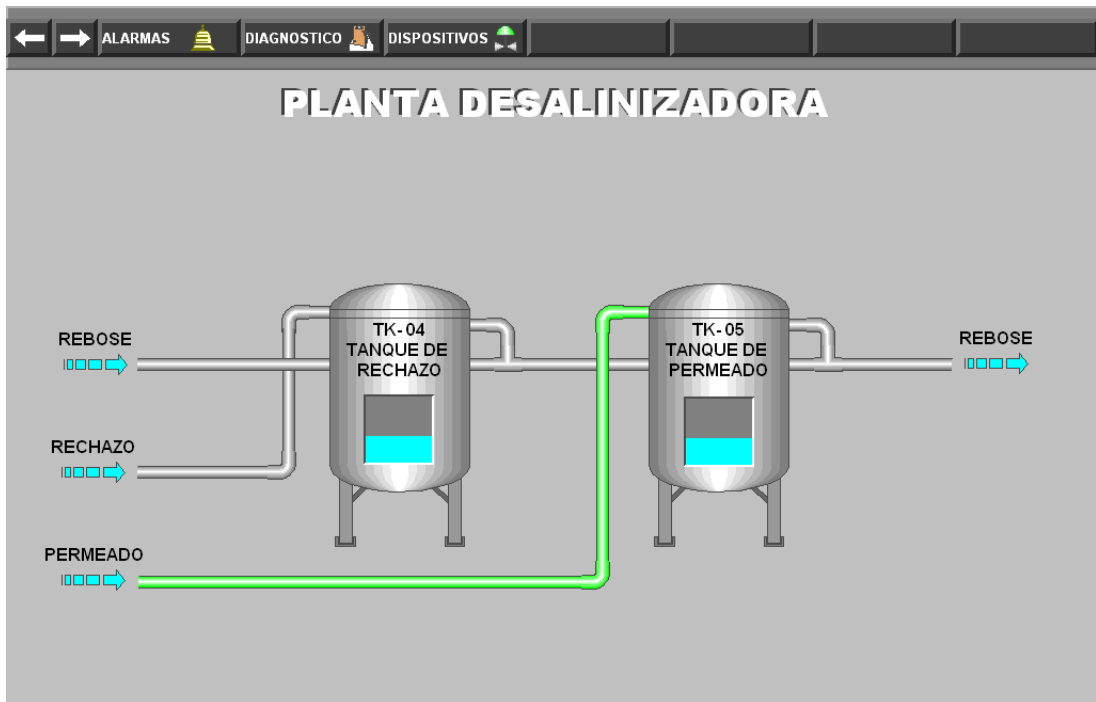 ALARMAS
DIAGNOSTICO
DISPOSITIVOS
PLANTA DESALINIZADORA
REBOSE
RECHAZO
PERMEADO
TK-04
TANQUE DE
RECHAZO
TK-05
TANQUE DE
PERMEADO
REBOSE